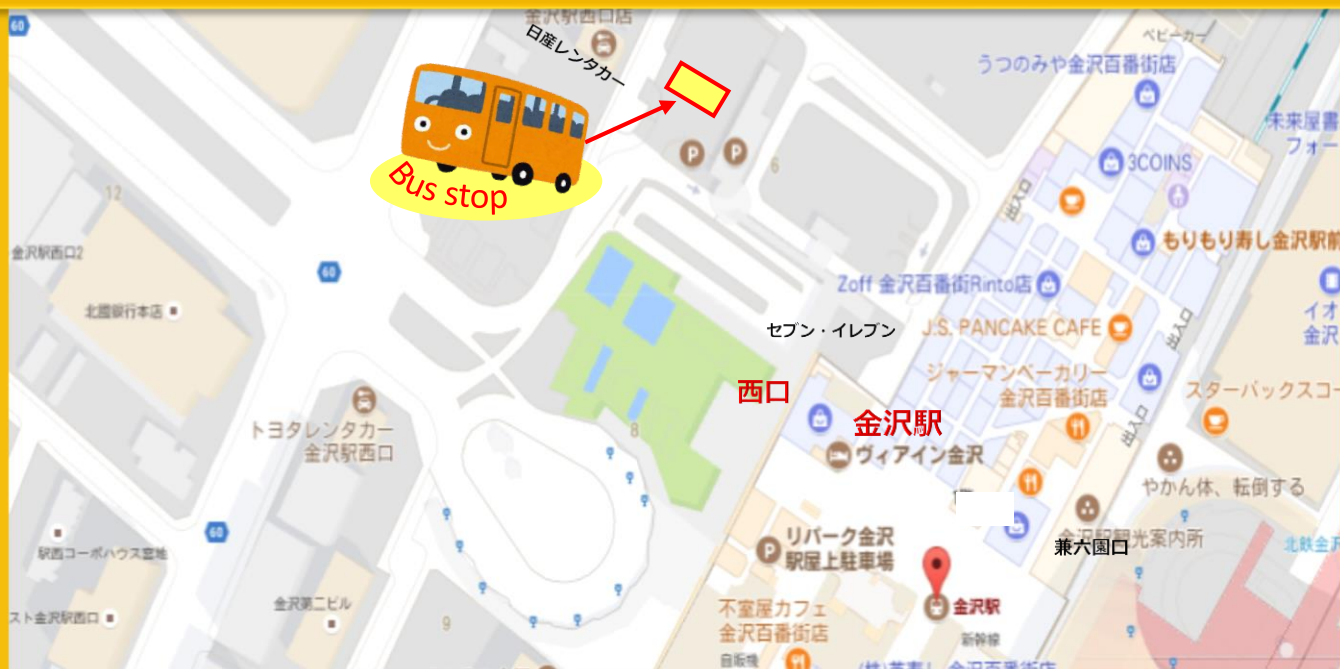 60
金沢駅西口店
日産レンタカー
Bus stop
ベビーカー
うつのみや金沢百番街店
未来屋書
フォー
3COINS
出入口
6
12
もりもり寿し金沢駅前
金沢駅西口2
60
Zoff 金沢百番街Rinto店
イオ
金沢
北國銀行本店
セブン・イレブン
J.S. PANCAKE CAFE
出入口
ジャーマンベーカリー
金沢百番街店
スターバックスコー
西口
金沢駅
出入口
トヨタレンタカー
金沢駅西口
8
ヴィアイン金沢
やかん体、転倒する
P
P
60
リパーク金沢
駅屋上駐車場
P
光案内所
兼六園口
北鉄金沢
駅西コーポハウス窓地
金沢第二ビル
スト金沢駅西口
9
不室屋カフェ
金沢百番街店
金沢駅
新幹線
自販機